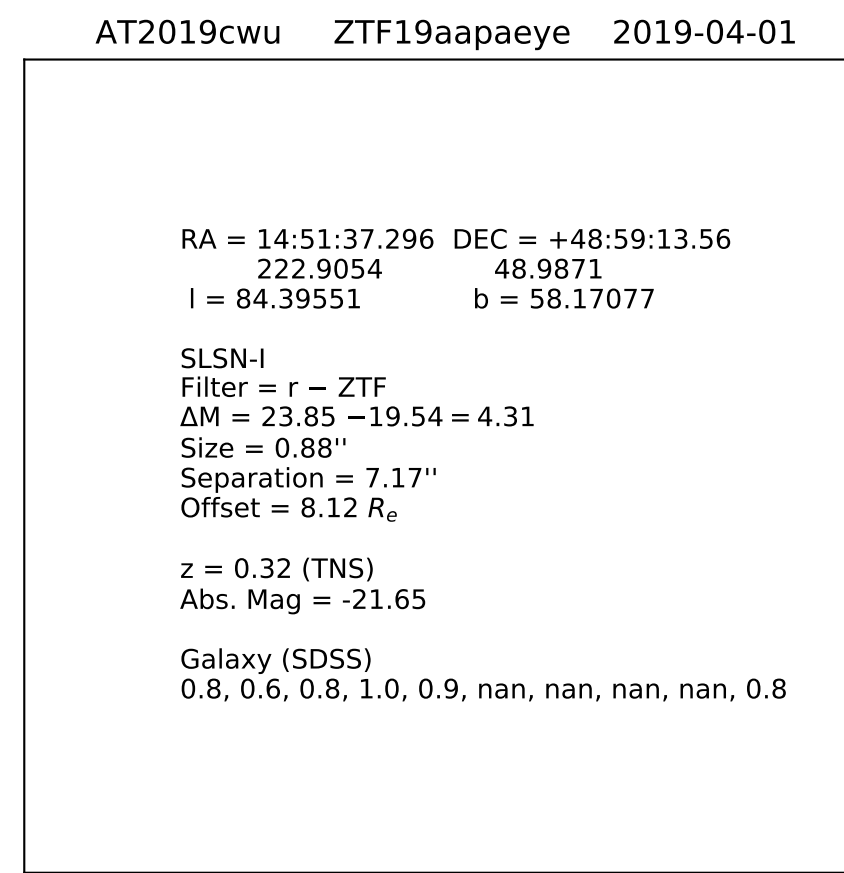 AT2019cwu ZTF19aapaeye 2019-04-01
RA = 14:51:37.296 DEC = +48:59:13.56
222.9054 48.9871
l = 84.39551 b = 58.17077
SLSN-I
Filter = r − ZTF
ΔM = 23.85 −19.54 = 4.31
Size = 0.88''
Separation = 7.17''
Offset = 8.12 Re
z = 0.32 (TNS)
Abs. Mag = -21.65
Galaxy (SDSS)
0.8, 0.6, 0.8, 1.0, 0.9, nan, nan, nan, nan, 0.8